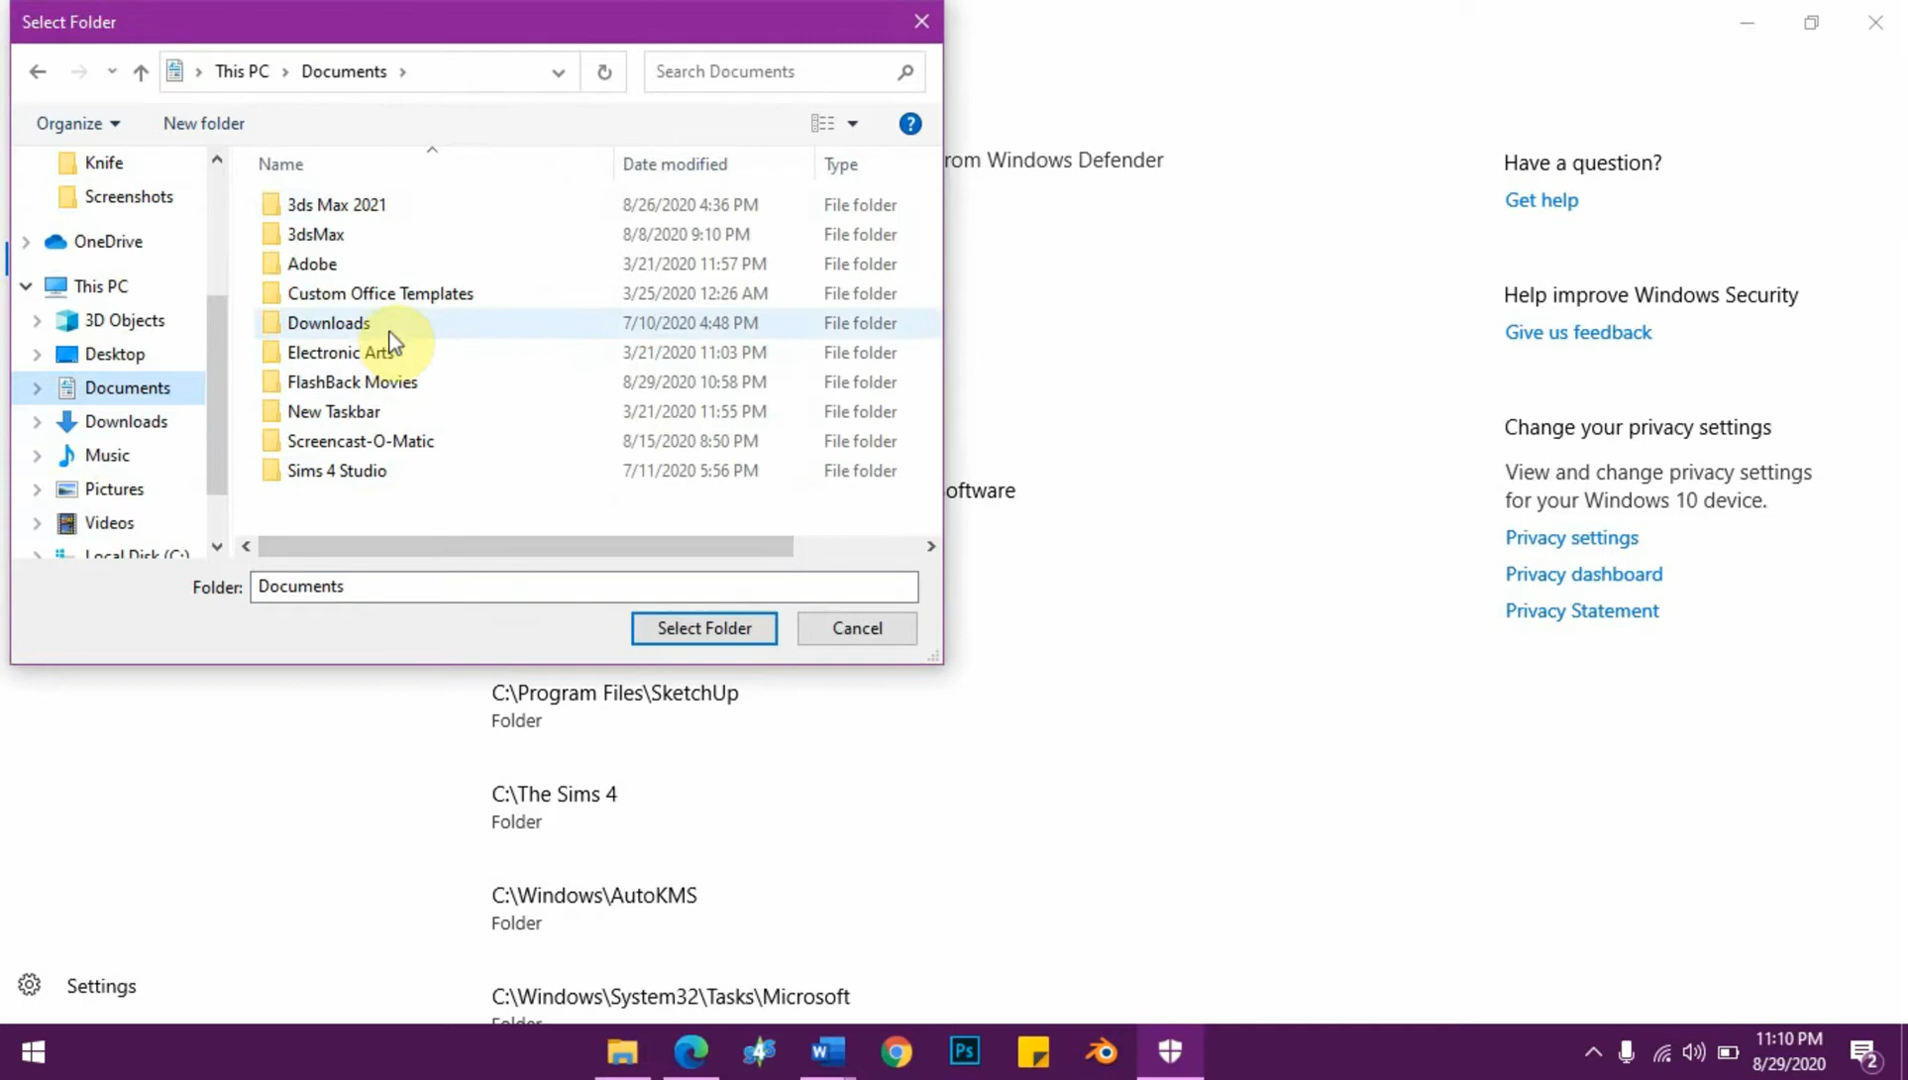 Select Folder
This PC
Documents
Search Documents
Organize
New folder
Name
Date modified
Type
Knife
Screenshots
OneDrive
This PC
3D Objects
Desktop
Documents
Downloads
Music
Pictures
Videos
Local Disk (C:)
3ds Max 2021 8/26/2020 4:36 PM File folder
3dsMax 8/8/2020 9:10 PM File folder
Adobe 3/21/2020 11:57 PM File folder
Custom Office Templates 3/25/2020 12:26 AM File folder
Downloads 7/10/2020 4:48 PM File folder
Electronic Arts 3/21/2020 11:03 PM File folder
FlashBack Movies 8/29/2020 10:58 PM File folder
New Taskbar 3/21/2020 11:55 PM File folder
Screencast-O-Matic 8/15/2020 8:50 PM File folder
Sims 4 Studio 7/11/2020 5:56 PM File folder
Folder: Documents
Select Folder
Cancel
rom Windows Defender
oftware
C:\Program Files\SketchUp
Folder
C:\The Sims 4
Folder
C:\Windows\AutoKMS
Folder
C:\Windows\System32\Tasks\Microsoft
Folder
Settings
Have a question?
Get help
Help improve Windows Security
Give us feedback
Change your privacy settings
View and change privacy settings
for your Windows 10 device.
Privacy settings
Privacy dashboard
Privacy Statement
Ps
11:10 PM
8/29/2020
2